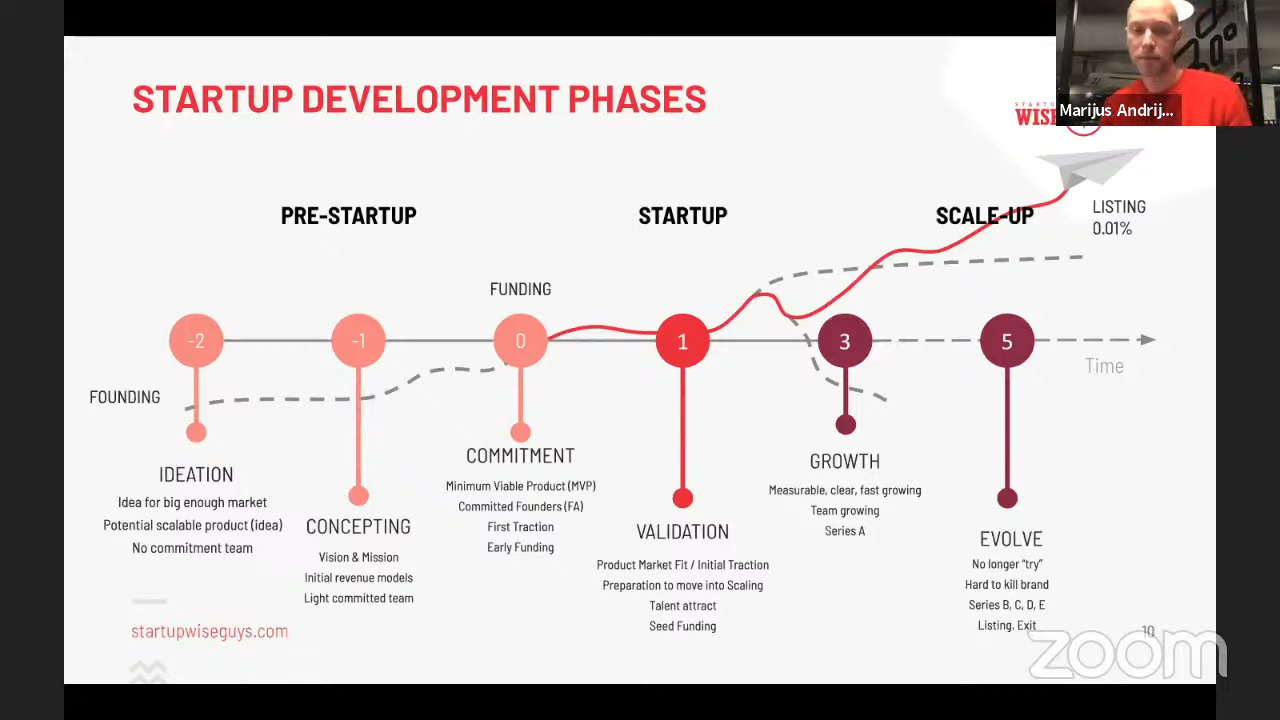 STARTUP DEVELOPMENT PHASES
Marijus Andrij...
PRE-STARTUP
STARTUP
SCALE-UP
LISTING
0.01%
FUNDING
-2
-1
0
1
3
5
Time
FOUNDING
IDEATION
Idea for big enough market
Potential scalable product (idea)
No commitment team
CONCEPTING
Vision & Mission
Initial revenue models
Light committed team
COMMITMENT
Minimum Viable Product (MVP)
Committed Founders (FA)
First Traction
Early Funding
VALIDATION
Product Market Fit / Initial Traction
Preparation to move into Scaling
Talent attract
Seed Funding
GROWTH
Measurable, clear, fast growing
Team growing
Series A
EVOLVE
No longer "try"
Hard to kill brand
Series B, C, D, E
Listing, Exit
startupwiseguys.com
10
zoom